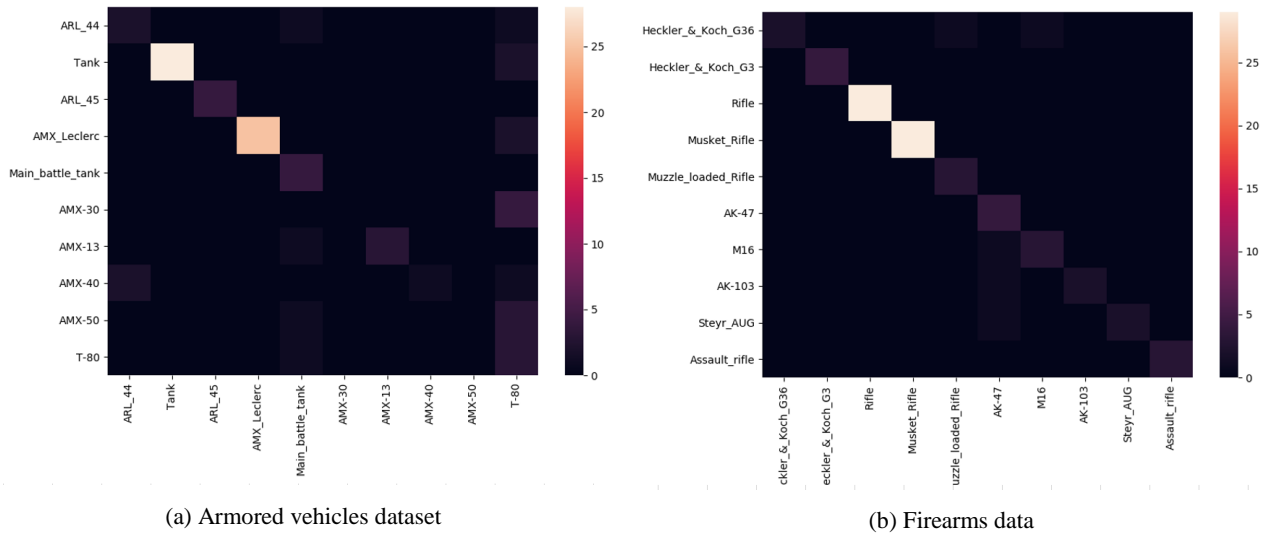 ARL_44
Tank
ARL_45
AMX_Leclerc
Main_battle_tank
AMX-30
AMX-13
AMX-40
AMX-50
T-80
ARL_44
Tank
ARL_45
AMX_Leclerc
Main_battle_tank
AMX-30
AMX-13
AMX-40
AMX-50
T-80
25
20
15
10
5
0
(a) Armored vehicles dataset
Heckler_&_Koch_G36
Heckler_&_Koch_G3
Rifle
Musket_Rifle
Muzzle_loaded_Rifle
AK-47
M16
AK-103
Steyr_AUG
Assault_rifle
ckler_&_Koch_G36
eckler_&_Koch_G3
Rifle
Musket_Rifle
uzzle_loaded_Rifle
AK-47
M16
AK-103
Steyr_AUG
Assault_rifle
25
20
15
10
5
0
(b) Firearms data